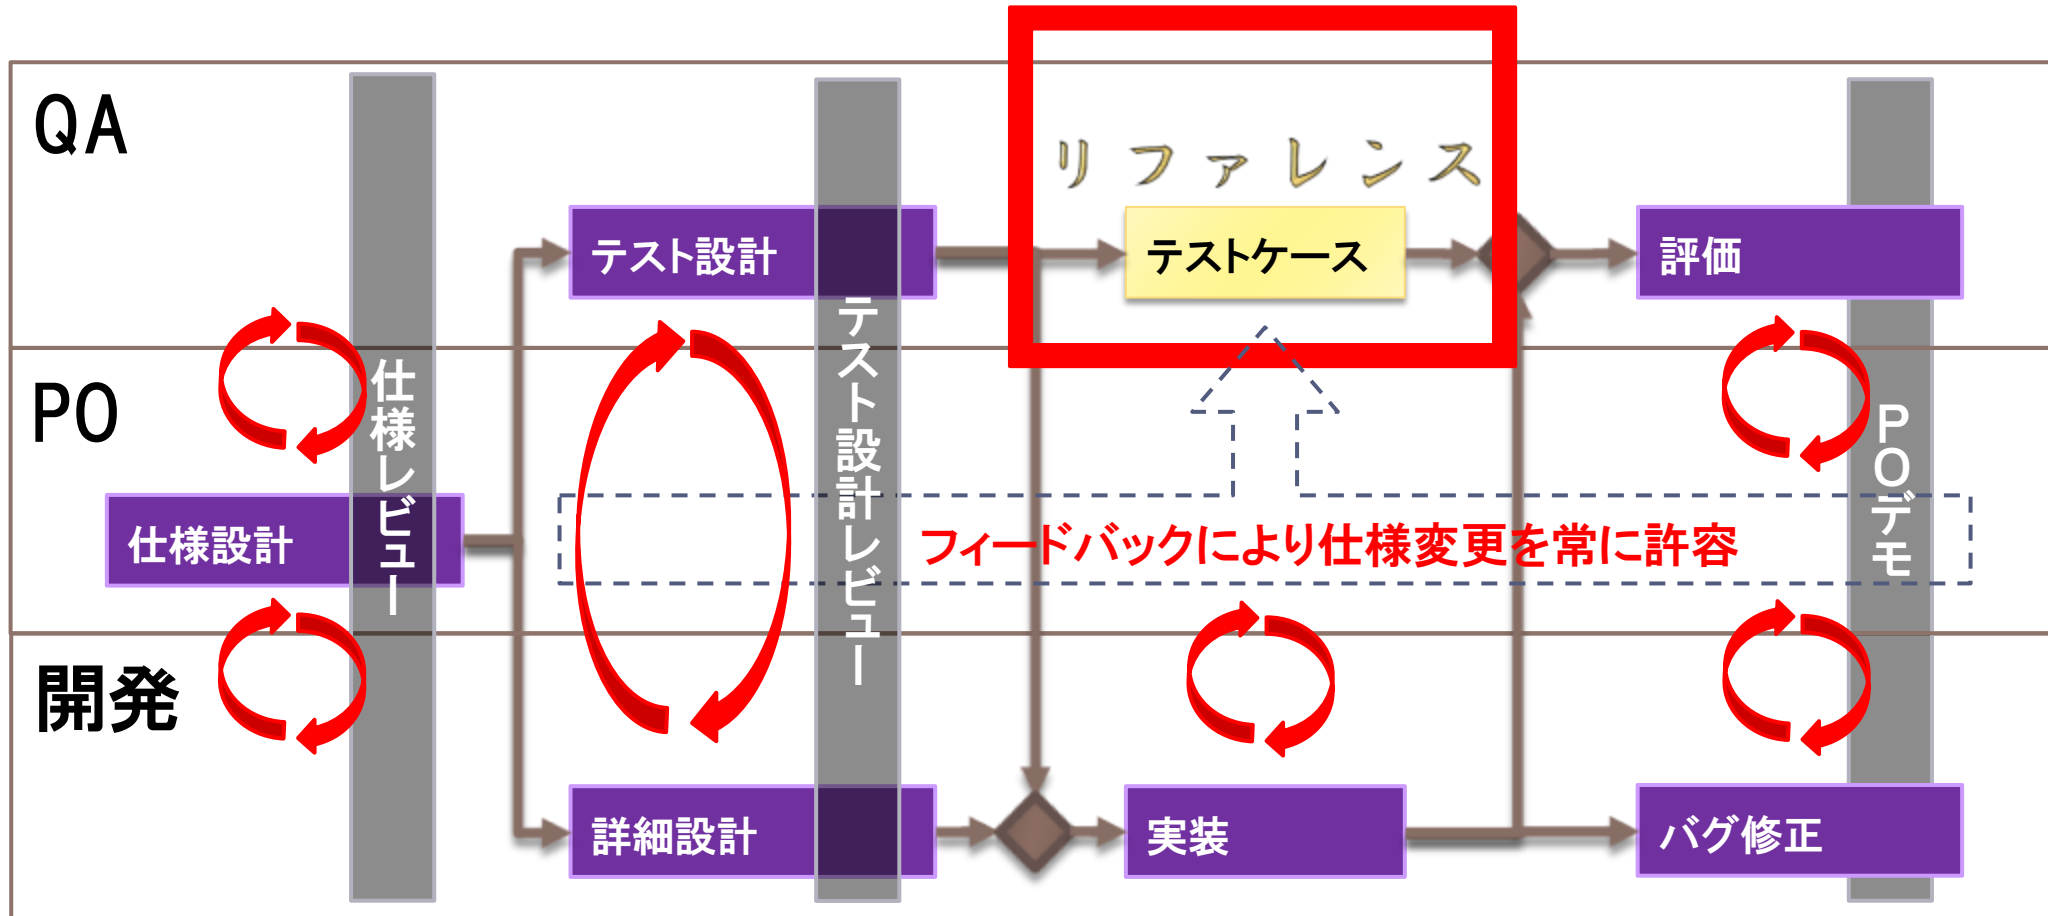 QA
リファレンス
テスト設計
テストケース
評価
PO
仕様設計
仕様レビュー
テスト設計レビュー
フィードバックにより仕様変更を常に許容
POデモ
開発
詳細設計
実装
バグ修正